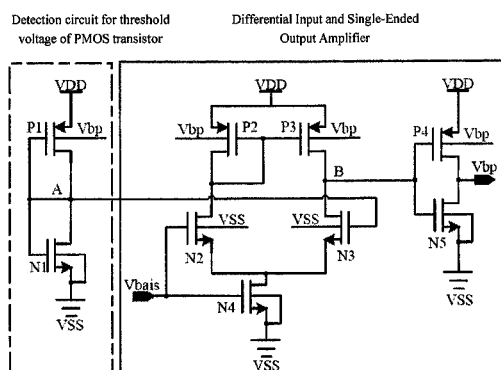 Detection circuit for threshold
voltage of PMOS transistor
Differential Input and Single-Ended
Output Amplifier
VDD
VDD
VDD
P1
Vbp
Vbp
P2
P3
Vbp
P4
Vbp
A
B
Vbp
VSS
VSS
N1
N2
N3
N5
Vbais
N4
VSS
VSS
VSS